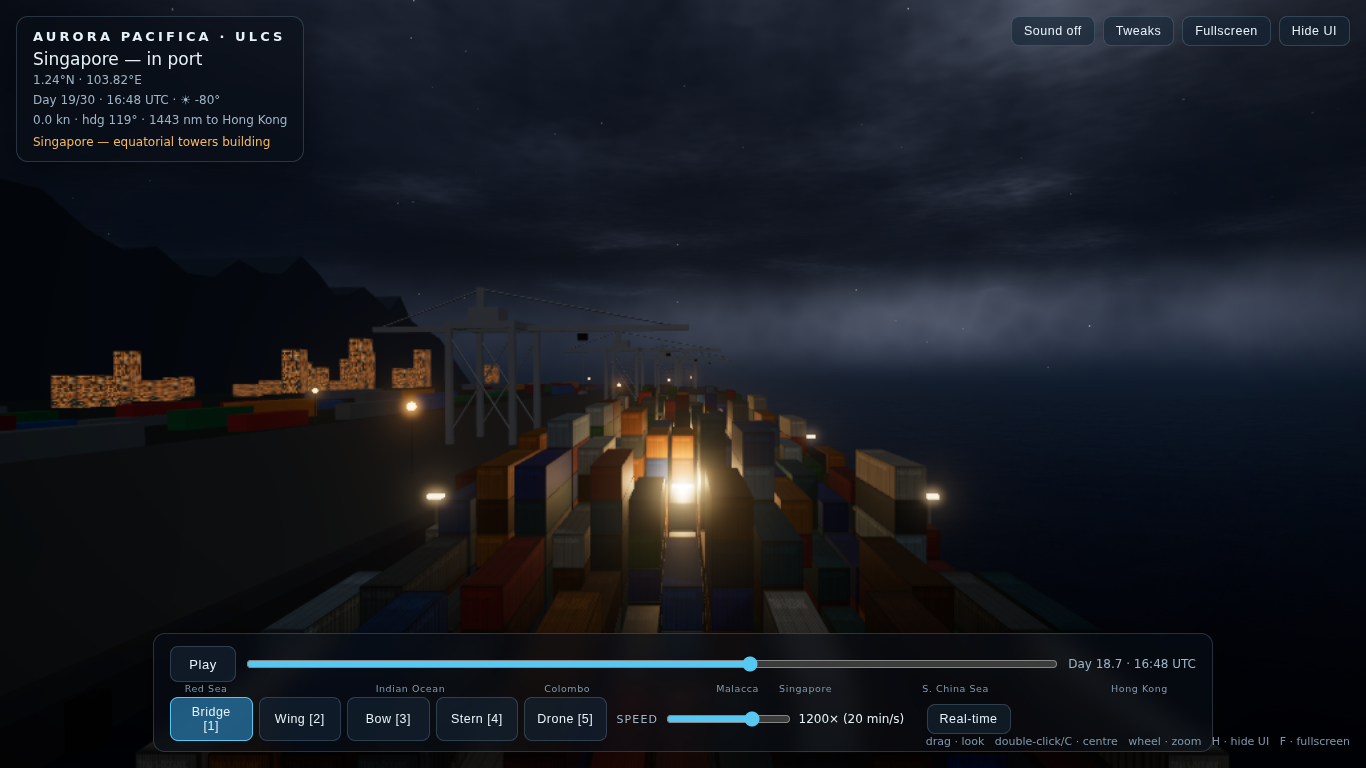 AURORA PACIFICA · ULCS
Singapore — in port
1.24°N · 103.82°E
Day 19/30 · 16:48 UTC · ☀ -80°
0.0 kn · hdg 119° · 1443 nm to Hong Kong
Singapore — equatorial towers building
Sound off
Tweaks
Fullscreen
Hide UI
Play
Day 18.7 · 16:48 UTC
Red Sea
Indian Ocean
Colombo
Malacca
Singapore
S. China Sea
Hong Kong
Bridge
[1]
Wing [2]
Bow [3]
Stern [4]
Drone [5]
SPEED
1200× (20 min/s)
Real-time
drag · look double-click/C · centre wheel · zoom H · hide UI F · fullscreen